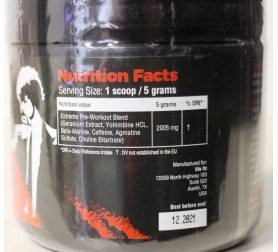 Nutrition Facts
Serving Size: 1 scoop / 5 grams
Nutrition value 5 grams % DRI*
Extreme Pre-Workout Blend
(Geranium Extract, Yohimbine HCL,
Beta-Alanine, Caffeine, Agmatine
Sulfate, Choline Bitartrate) 2905 mg †
*DRI = Daily Reference Intake † : DV not established in the EU
Manufactured for:
13359 North Highway 183
Suite 520
Austin, TX
USA
Best before end:
12.2021